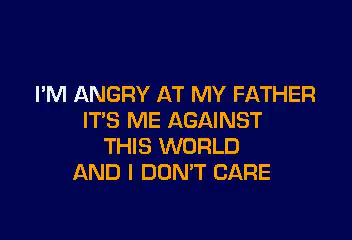 I'M ANGRY AT MY FATHER
IT'S ME AGAINST
THIS WORLD
AND I DON'T CARE